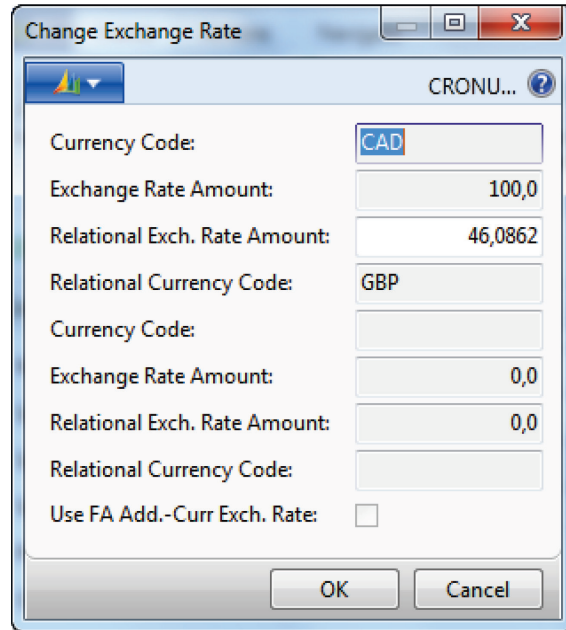 Change Exchange Rate
CRONU...
Currency Code: CAD
Exchange Rate Amount: 100,0
Relational Exch. Rate Amount: 46,0862
Relational Currency Code: GBP
Currency Code:
Exchange Rate Amount: 0,0
Relational Exch. Rate Amount: 0,0
Relational Currency Code:
Use FA Add.-Curr Exch. Rate:
OK Cancel